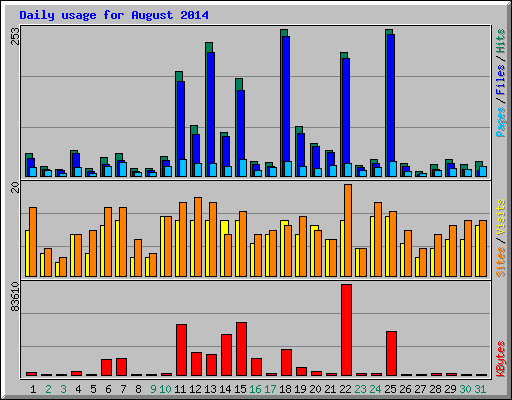 Daily usage for August 2014
253
Pages / Files / Hits
20
Sites / Visits
83610
KBytes
1 2 3 4 5 6 7 8 9 10 11 12 13 14 15 16 17 18 19 20 21 22 23 24 25 26 27 28 29 30 31